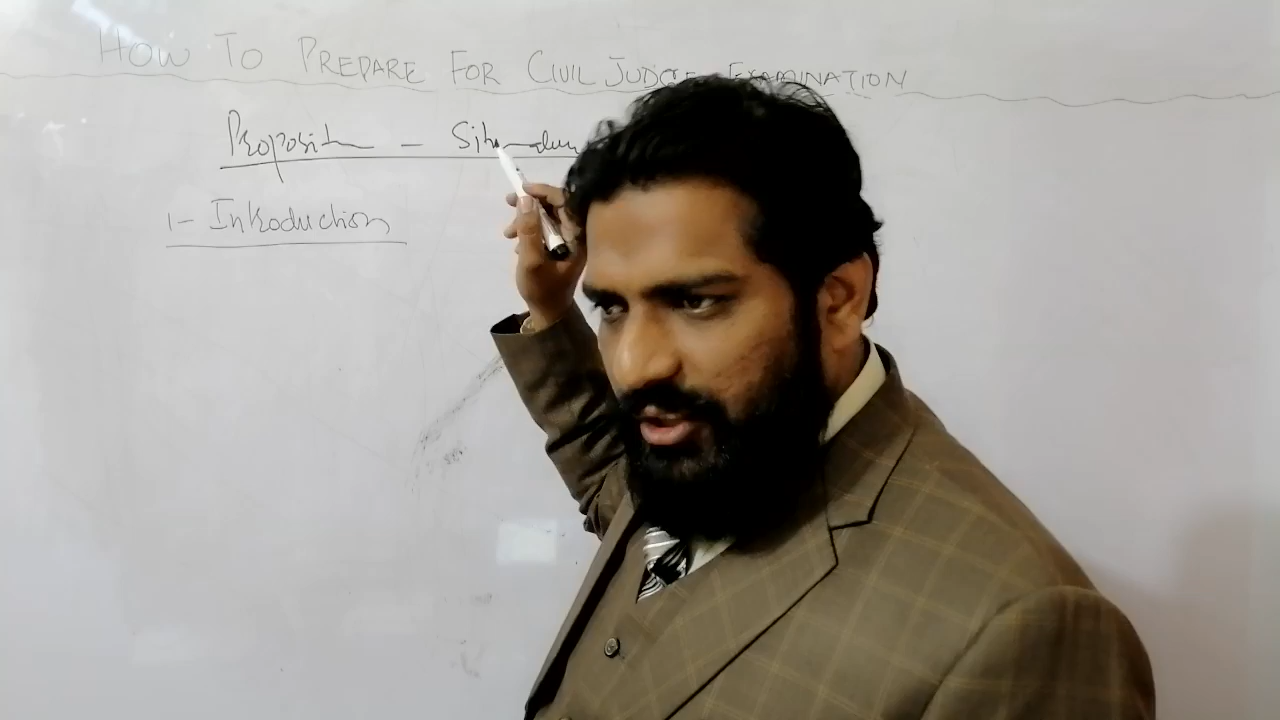 HOW TO PREPARE FOR CIVIL JUDGE EXAMINATION
Proposition -
1- Introduction